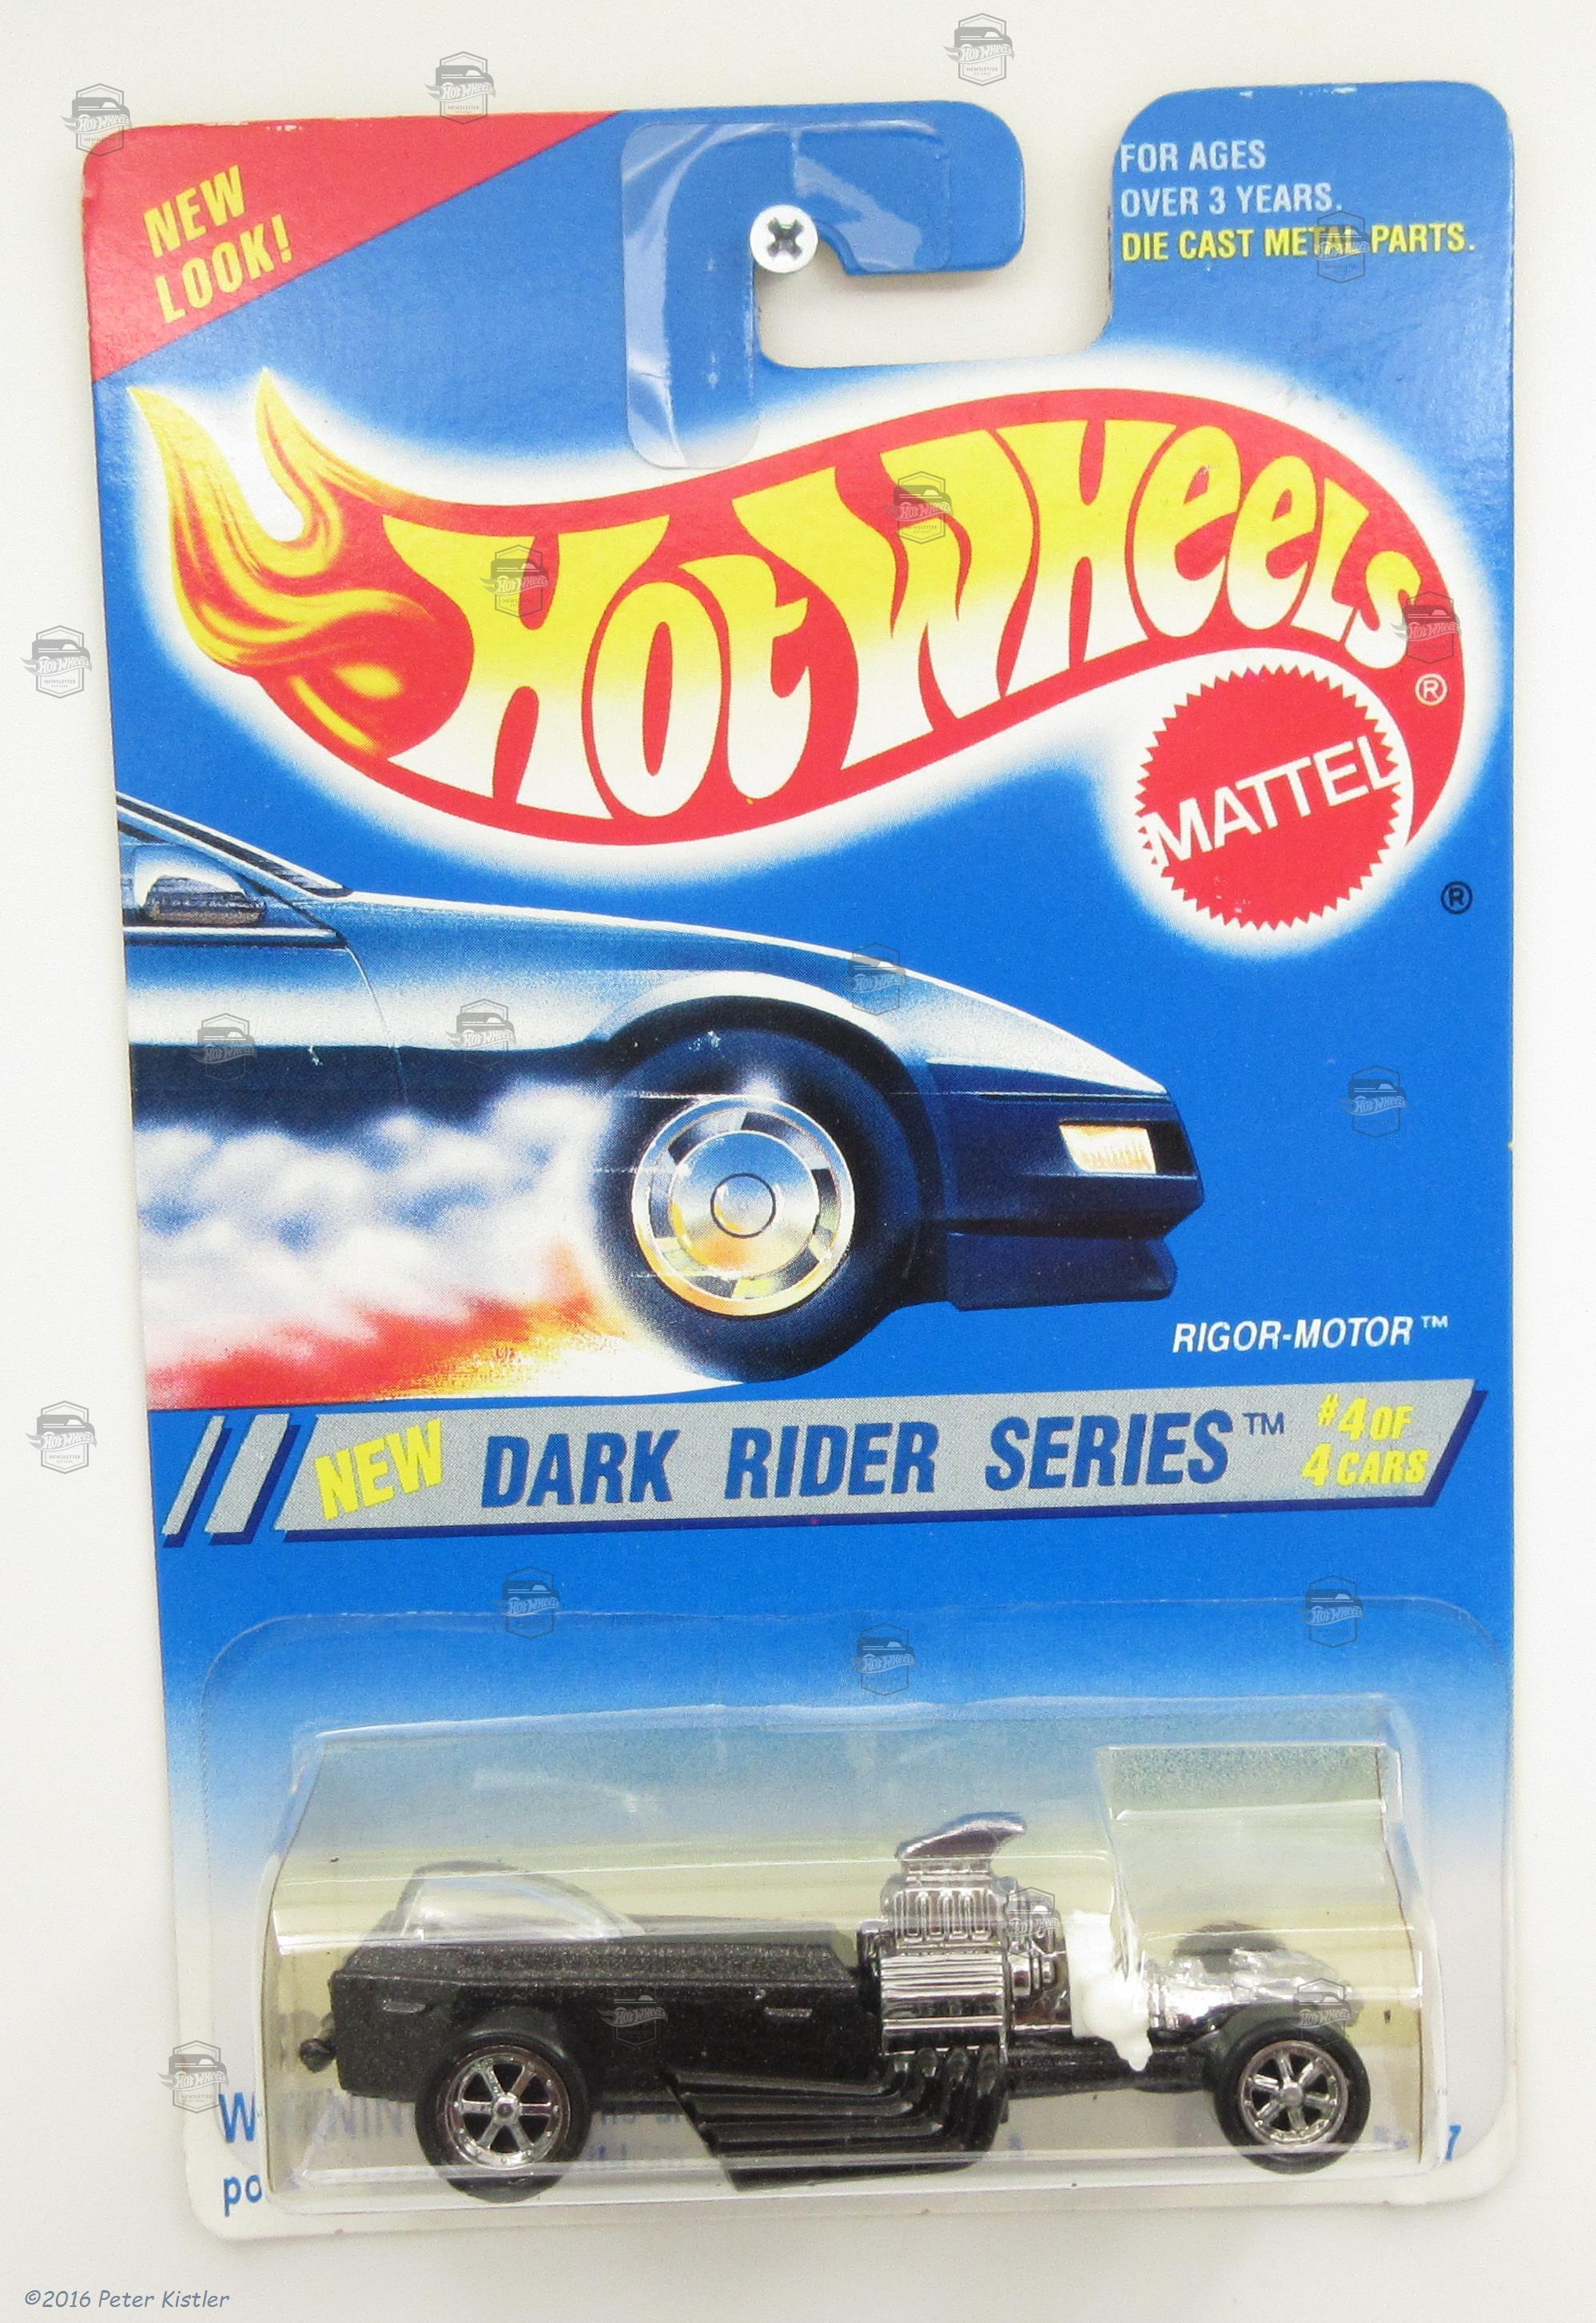 NEW
LOOK!
FOR AGES
OVER 3 YEARS.
DIE CAST METAL PARTS.
HOT WHEELS ®
MATTEL ®
RIGOR-MOTOR™
NEW DARK RIDER SERIES™ #4 OF
4 CARS
©2016 Peter Kistler